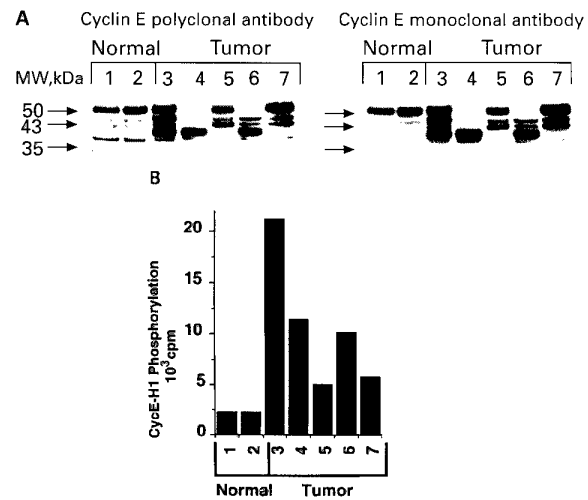 A
Cyclin E polyclonal antibody
Cyclin E monoclonal antibody
Normal Tumor
Normal Tumor
MW,kDa 1 2 3 4 5 6 7
1 2 3 4 5 6 7
50
43
35
B
CycE-H1 Phosphorylation
10³cpm
20
15
10
5
0
1 2 3 4 5 6 7
Normal Tumor